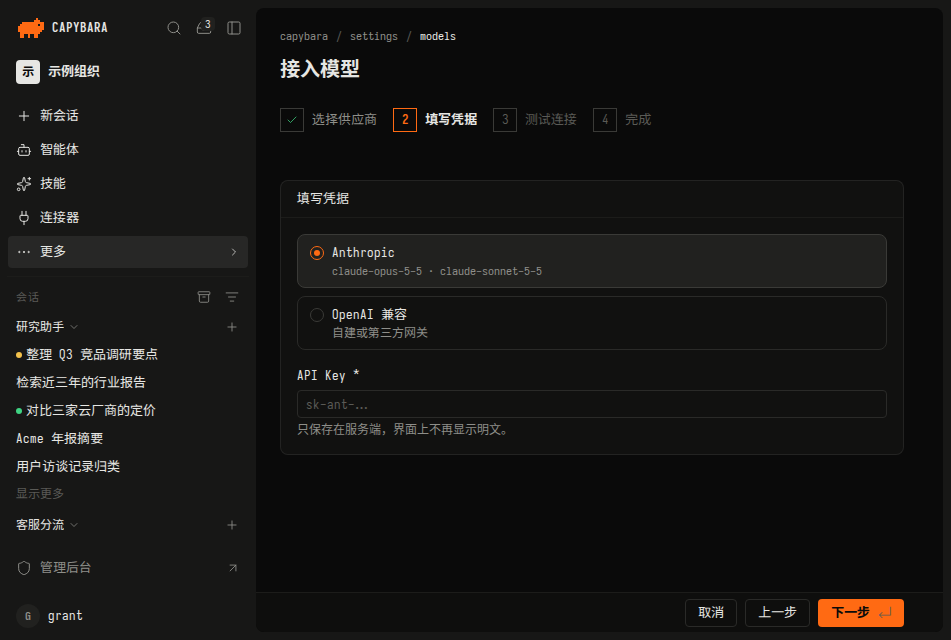 CAPYBARA
3
示 示例组织
新会话
智能体
技能
连接器
更多
会话
研究助手
整理 Q3 竞品调研要点
检索近三年的行业报告
对比三家云厂商的定价
Acme 年报摘要
用户访谈记录归类
显示更多
客服分流
管理后台
G grant
capybara / settings / models
接入模型
选择供应商 2 填写凭据 3 测试连接 4 完成
填写凭据
Anthropic
claude-opus-5-5 · claude-sonnet-5-5
OpenAI 兼容
自建或第三方网关
API Key *
sk-ant-...
只保存在服务端，界面上不再显示明文。
取消 上一步 下一步